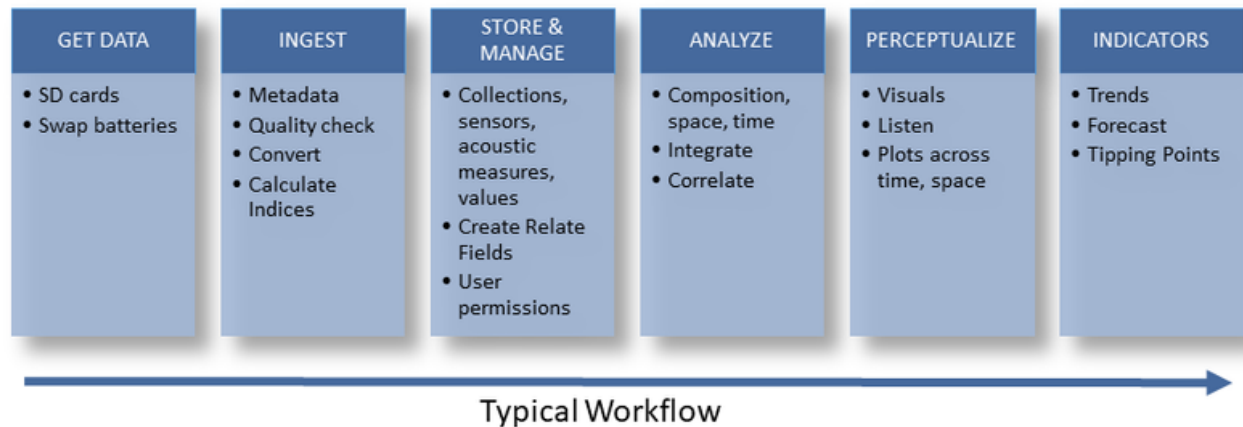 GET DATA
• SD cards
• Swap batteries
INGEST
• Metadata
• Quality check
• Convert
• Calculate
Indices
STORE &
MANAGE
• Collections,
sensors,
acoustic
measures,
values
• Create Relate
Fields
• User
permissions
ANALYZE
• Composition,
space, time
• Integrate
• Correlate
PERCEPTUALIZE
• Visuals
• Listen
• Plots across
time, space
INDICATORS
• Trends
• Forecast
• Tipping Points
Typical Workflow